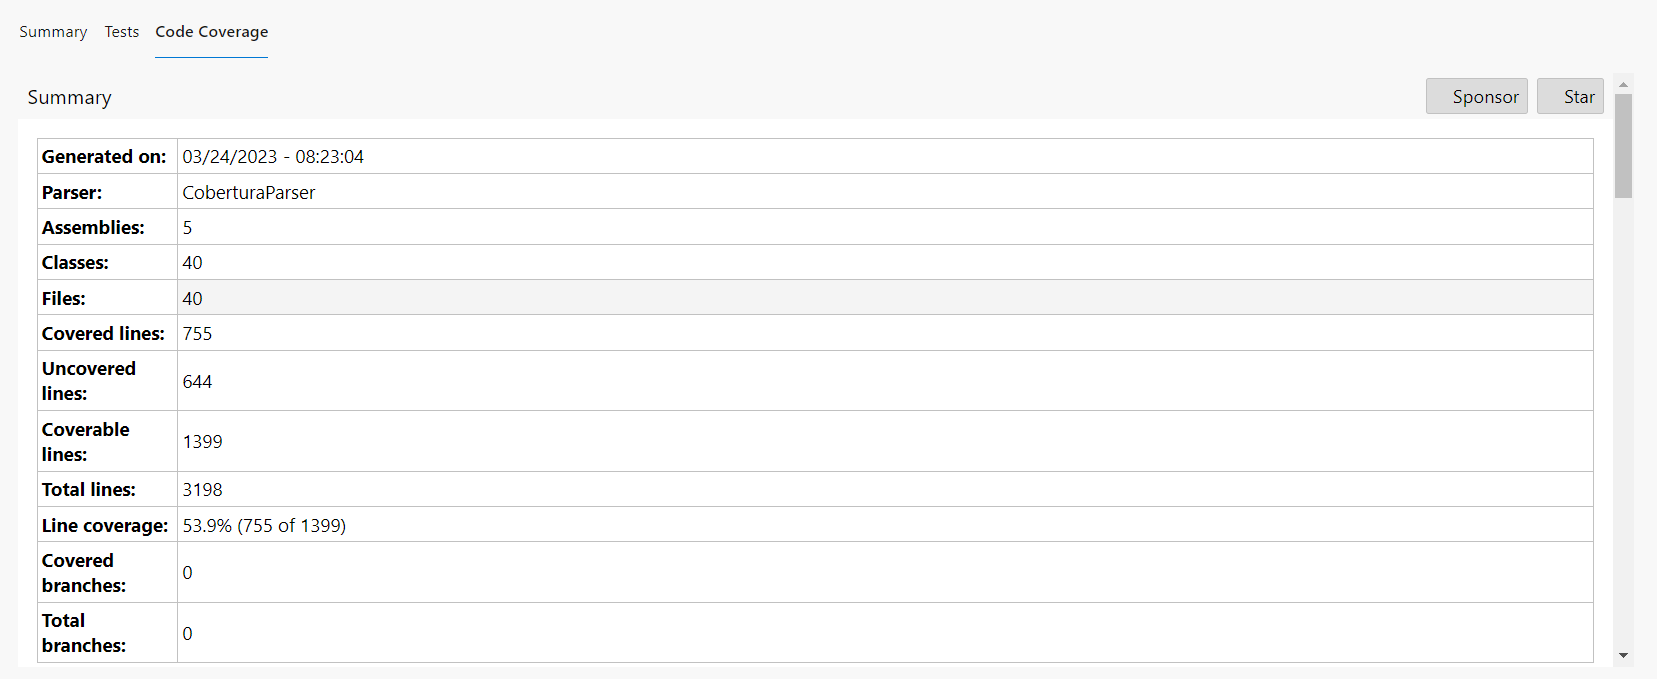 Summary Tests Code Coverage
Summary Sponsor Star
Generated on: 03/24/2023 - 08:23:04
Parser: CoberturaParser
Assemblies: 5
Classes: 40
Files: 40
Covered lines: 755
Uncovered
lines: 644
Coverable
lines: 1399
Total lines: 3198
Line coverage: 53.9% (755 of 1399)
Covered
branches: 0
Total
branches: 0